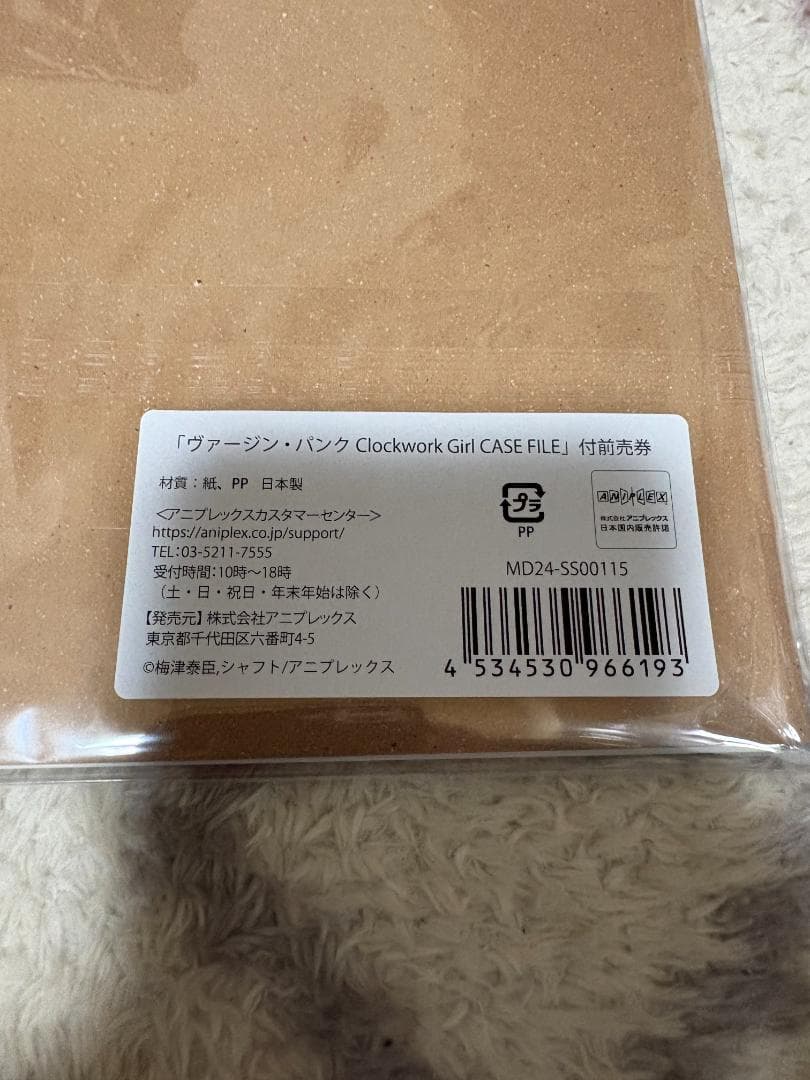 「ヴァージン・パンク Clockwork Girl CASE FILE」付前売券
材質：紙、PP　日本製
プラ
PP
ANIPLEX
株式会社アニプレックス
日本国内販売許諾
＜アニプレックスカスタマーセンター＞
https://aniplex.co.jp/support/
TEL：03-5211-7555
受付時間：10時～18時
（土・日・祝日・年末年始は除く）
【発売元】株式会社アニプレックス
東京都千代田区六番町4-5
©梅津泰臣,シャフト/アニプレックス
MD24-SS00115
4 534530 966193